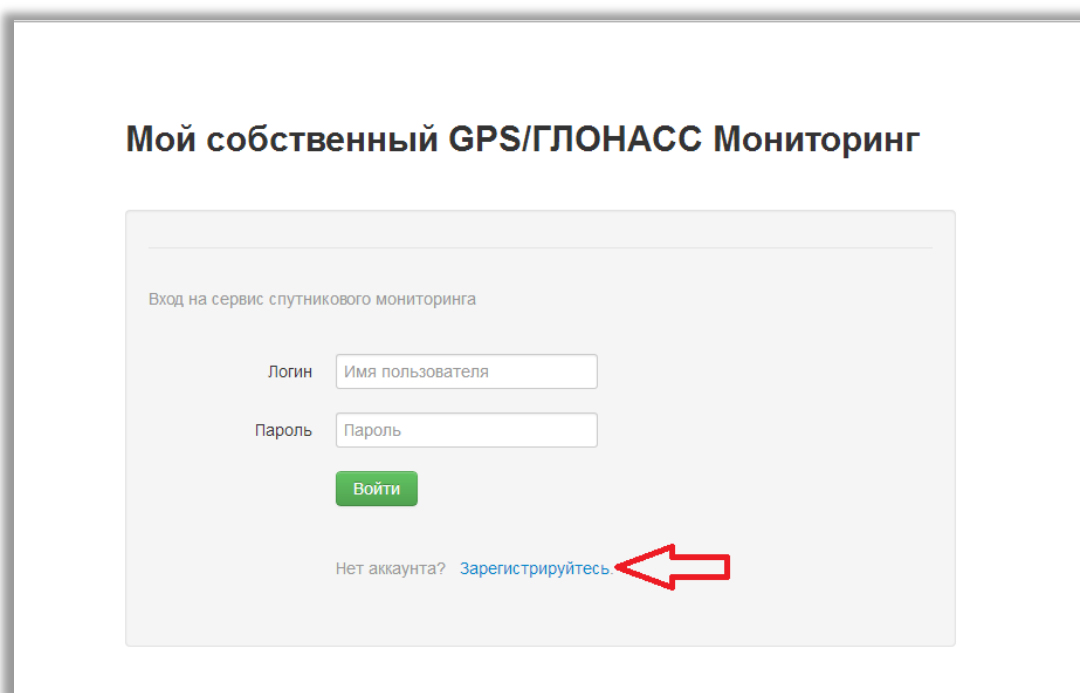 Мой собственный GPS/ГЛОНАСС Мониторинг
Вход на сервис спутникового мониторинга
Логин Имя пользователя
Пароль Пароль
Войти
Нет аккаунта? Зарегистрируйтесь.